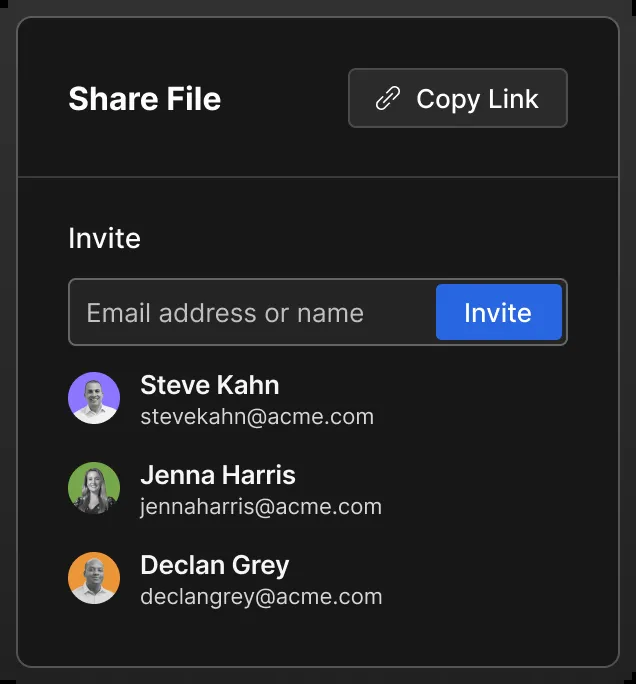 Share File
Copy Link
Invite
Email address or name
Invite
Steve Kahn
stevekahn@acme.com
Jenna Harris
jennaharris@acme.com
Declan Grey
declangrey@acme.com